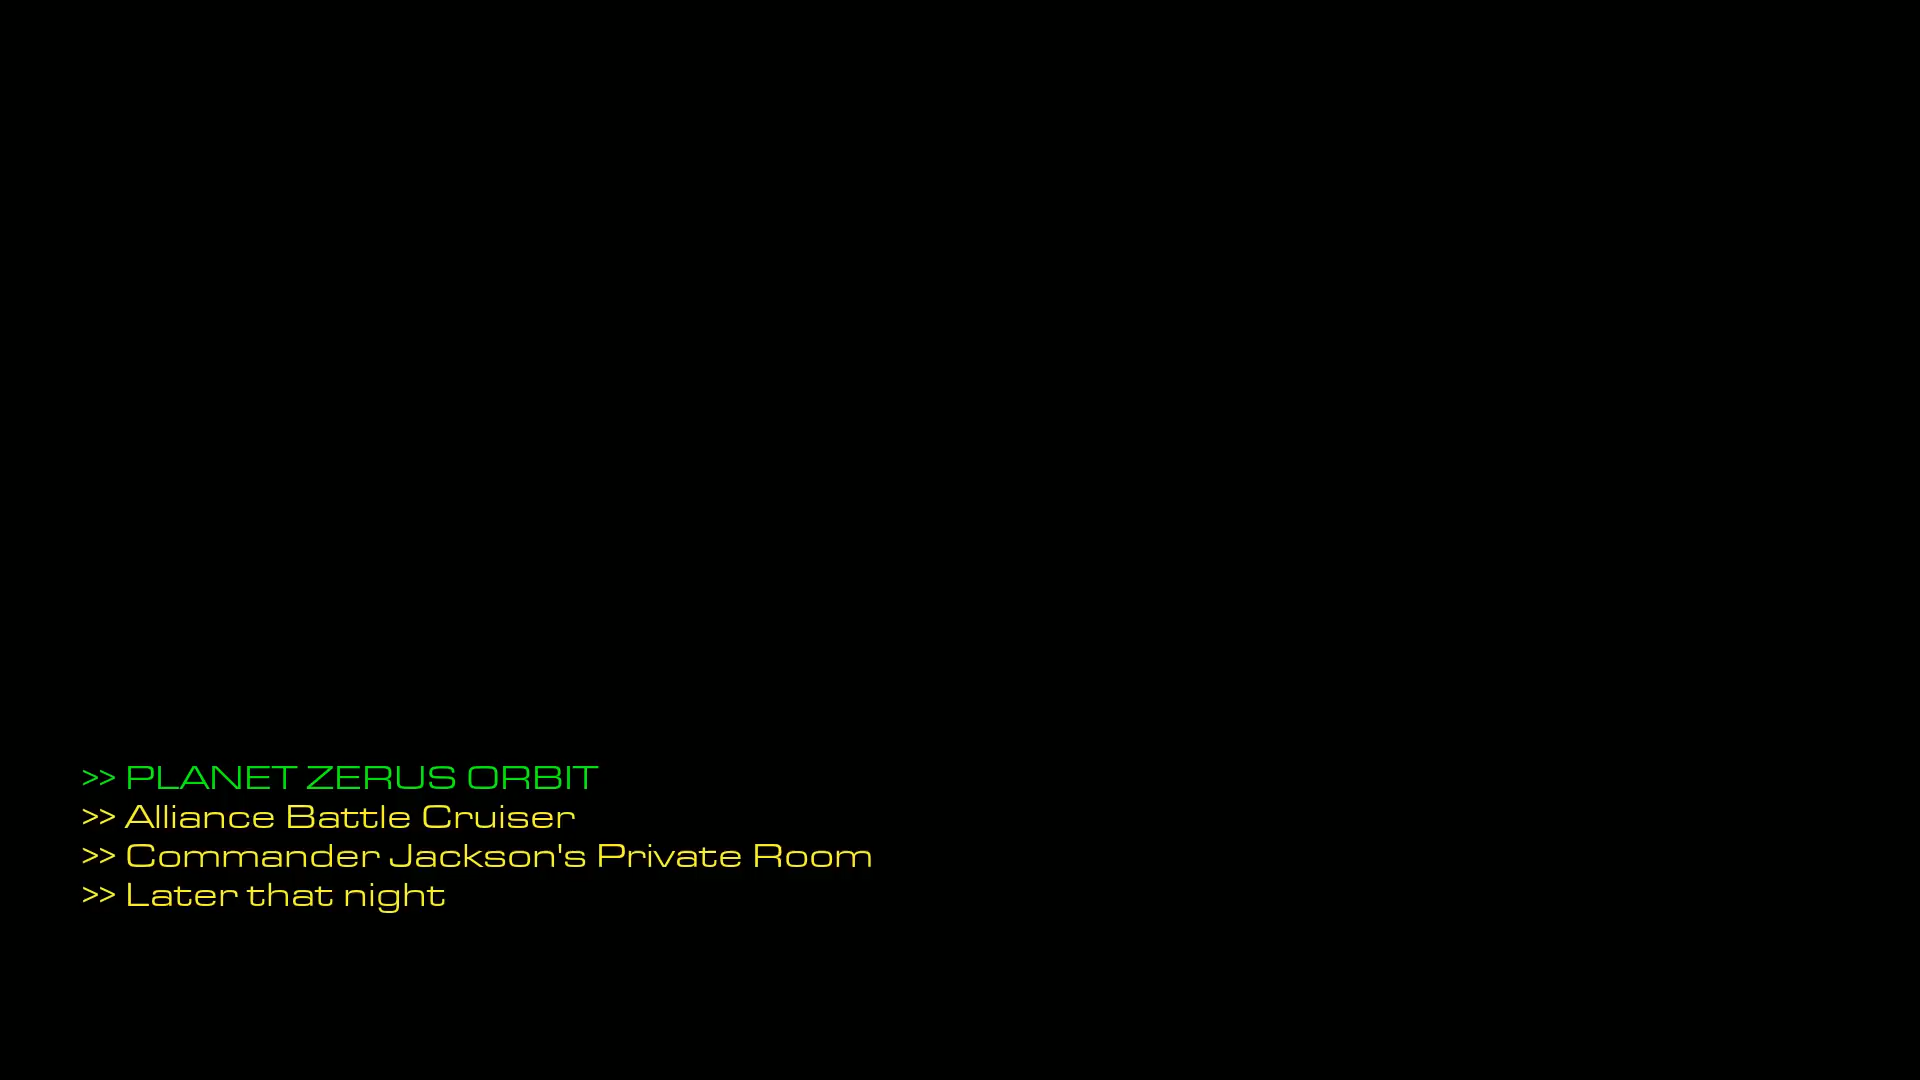 >> PLANET ZERUS ORBIT
>> Alliance Battle Cruiser
>> Commander Jackson's Private Room
>> Later that night